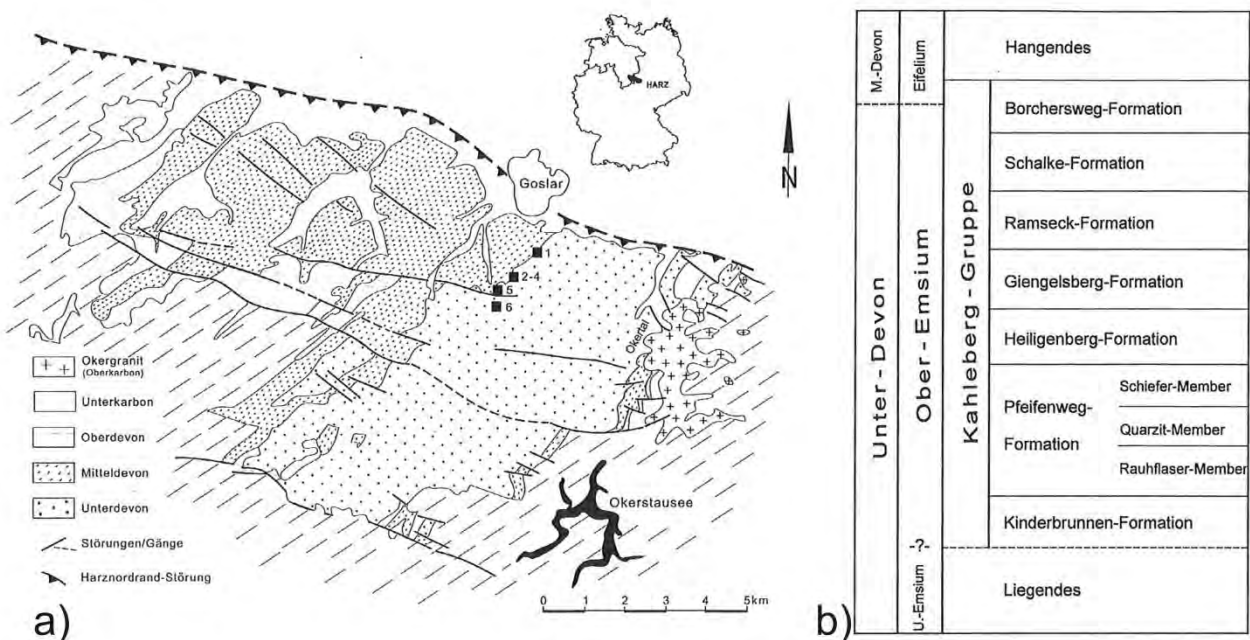 HARZ
N
Goslar
1
2-4
5
6
Okertal
Okergranit
(Oberkarbon)
Unterkarbon
Oberdevon
Mitteldevon
Unterdevon
Störungen/Gänge
Harznordrand-Störung
Okerstausee
0 1 2 3 4 5km
a)
b)
M.-Devon
Eifelium
Hangendes
Unter-Devon
Ober-Emsium
Kahleberg-Gruppe
Borchersweg-Formation
Schalke-Formation
Ramseck-Formation
Giengelsberg-Formation
Heiligenberg-Formation
Pfeifenweg-
Formation
Schiefer-Member
Quarzit-Member
Rauhflaser-Member
Kinderbrunnen-Formation
-?-
U.-Emsium
Liegendes